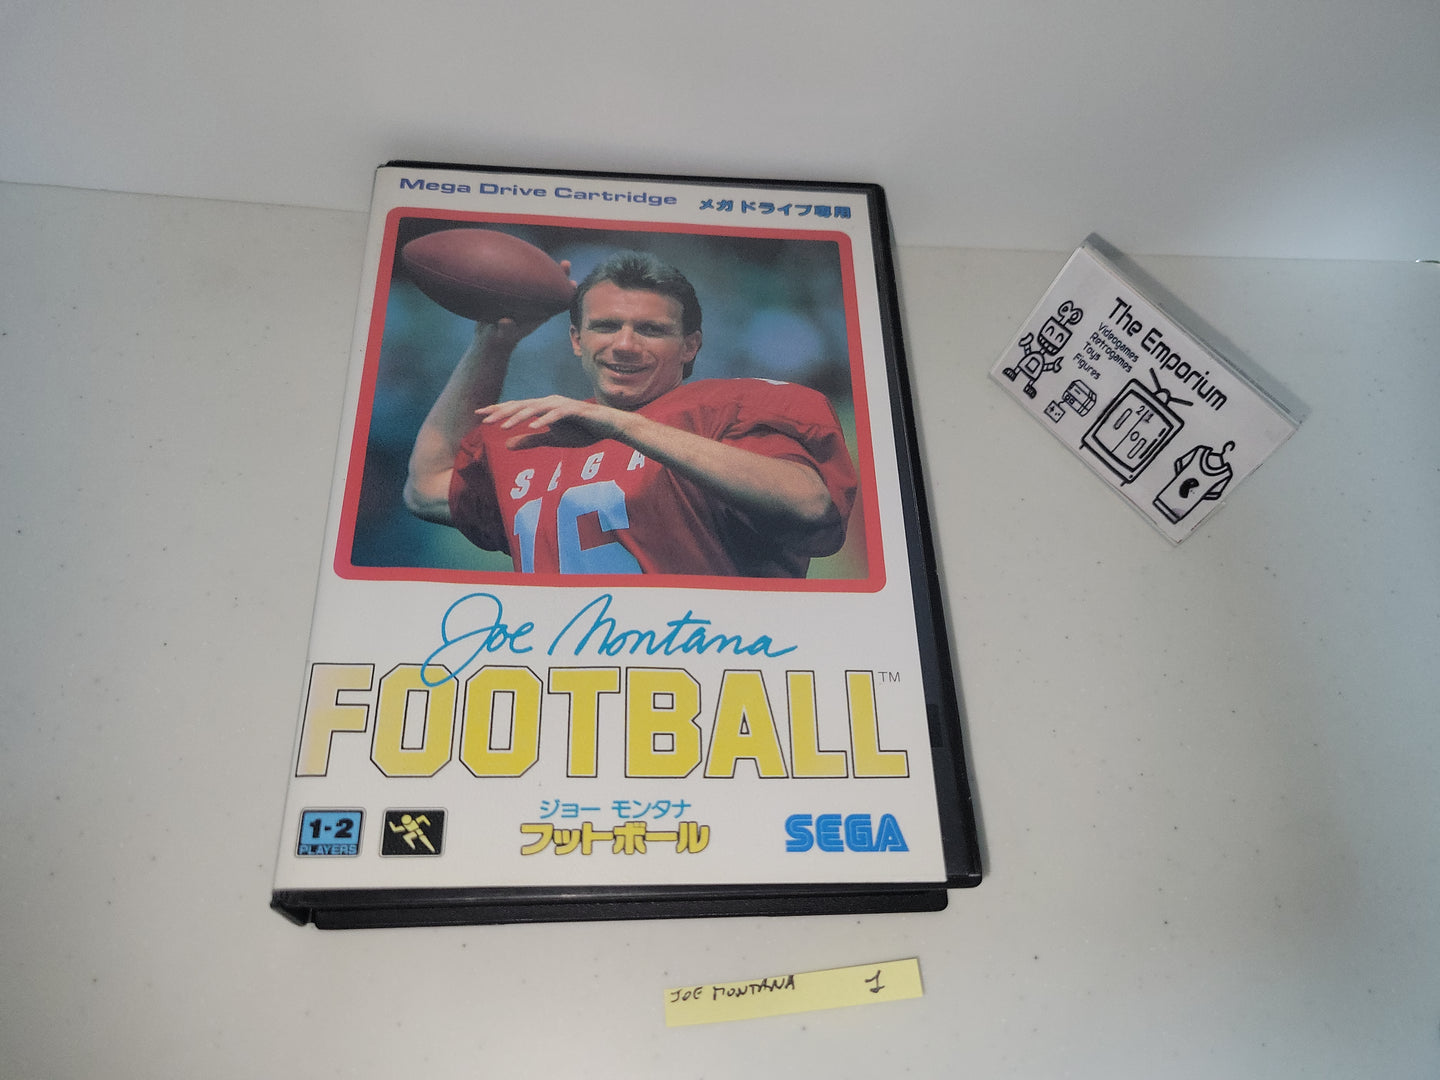 Mega Drive Cartridge メガドライブ専用
SEGA
16
Joe Montana
FOOTBALL™
1-2
PLAYERS
ジョー モンタナ
フットボール
SEGA
The Emporium
Videogames
Retrogames
Toys
Figures
JOE MONTANA 1